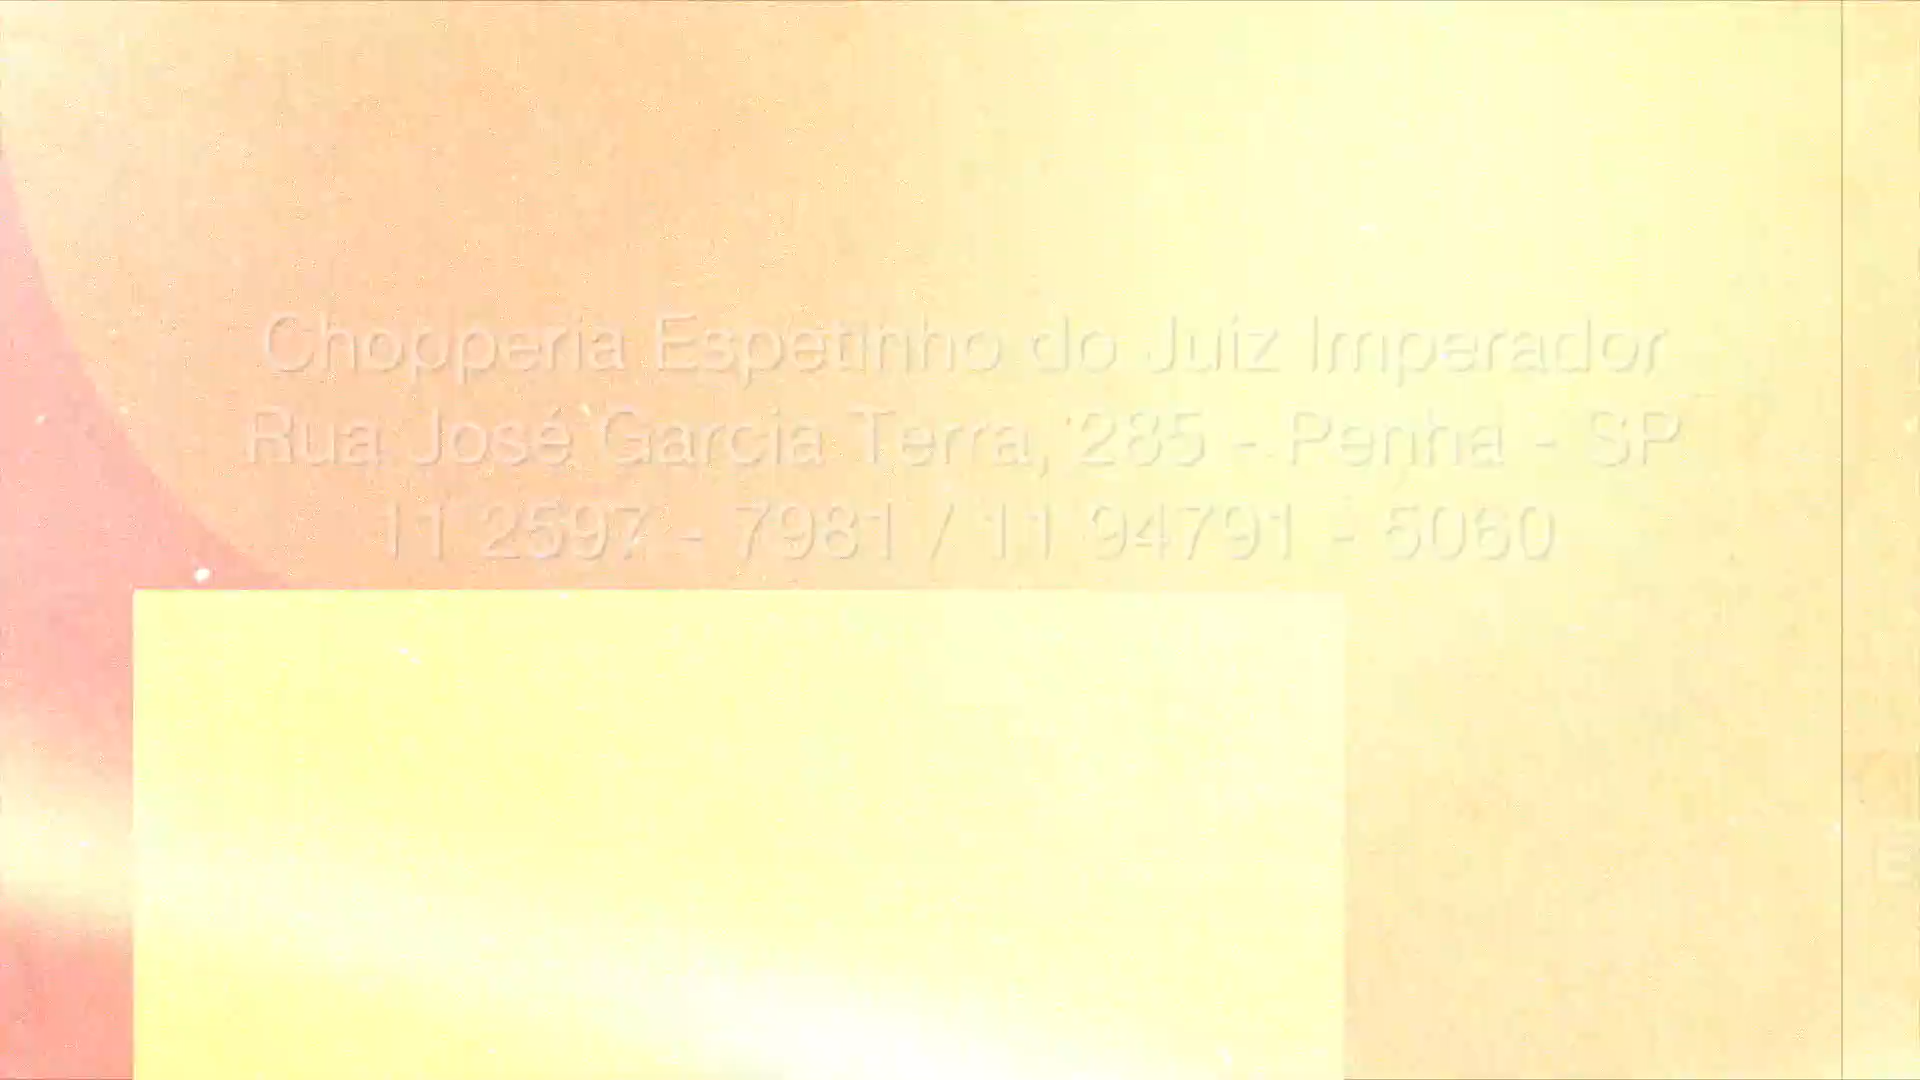 Chopperia Espetinho do Juiz Imperador
Rua José Garcia Terra, 285 - Penha - SP
11 2597 - 7981 / 11 94791 - 5060